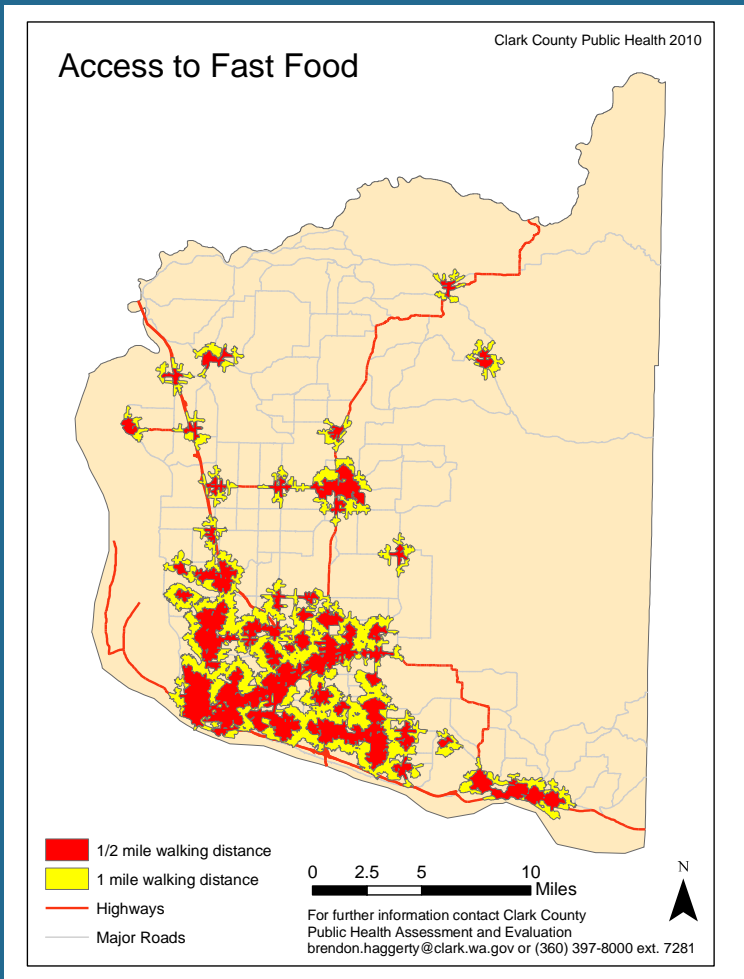 Clark County Public Health 2010
Access to Fast Food
1/2 mile walking distance
1 mile walking distance
Highways
Major Roads
0 2.5 5 10
Miles
For further information contact Clark County
Public Health Assessment and Evaluation
brendon.haggerty@clark.wa.gov or (360) 397-8000 ext. 7281
N